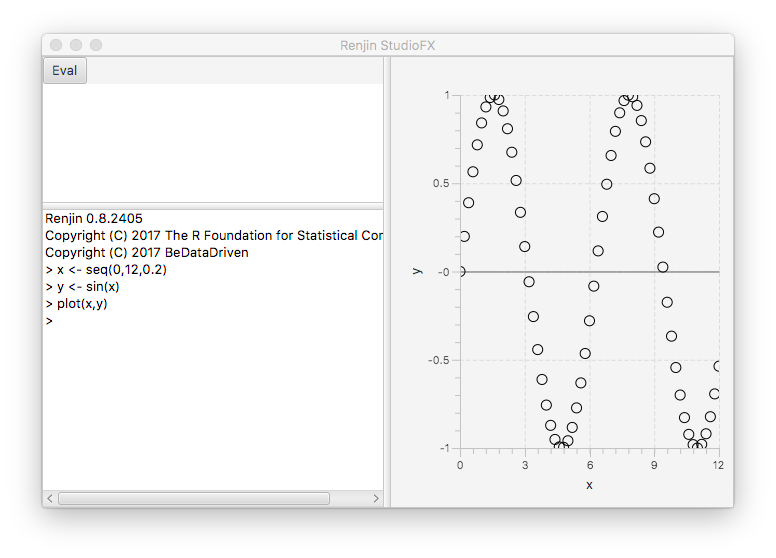 Renjin StudioFX
Eval
Renjin 0.8.2405
Copyright (C) 2017 The R Foundation for Statistical Cor
Copyright (C) 2017 BeDataDriven
> x <- seq(0,12,0.2)
> y <- sin(x)
> plot(x,y)
>
1
0.5
-0
-0.5
-1
y
0 3 6 9 12
x